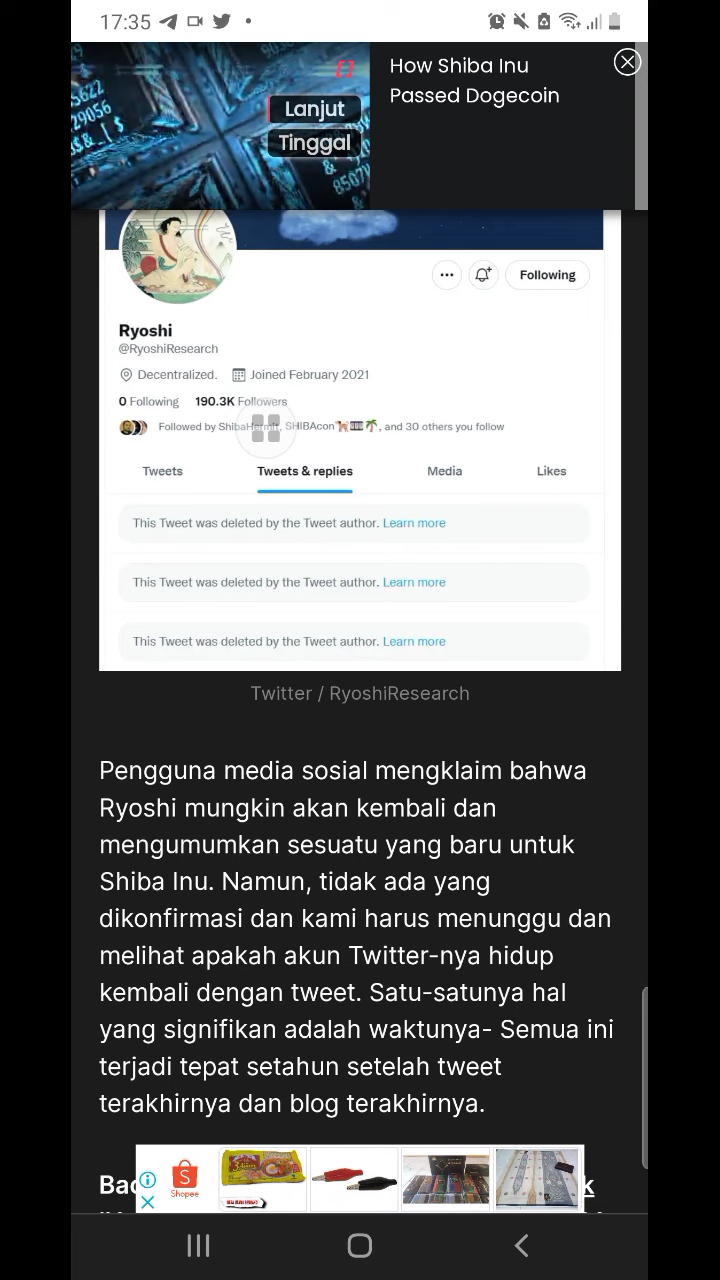 17:35
How Shiba Inu
Passed Dogecoin
Lanjut
Tinggal
Following
Ryoshi
@RyoshiResearch
Decentralized. Joined February 2021
0 Following 190.3K Followers
Followed by ShibaHermit, SHIBAcon, and 30 others you follow
Tweets Tweets & replies Media Likes
This Tweet was deleted by the Tweet author. Learn more
This Tweet was deleted by the Tweet author. Learn more
This Tweet was deleted by the Tweet author. Learn more
Twitter / RyoshiResearch
Pengguna media sosial mengklaim bahwa
Ryoshi mungkin akan kembali dan
mengumumkan sesuatu yang baru untuk
Shiba Inu. Namun, tidak ada yang
dikonfirmasi dan kami harus menunggu dan
melihat apakah akun Twitter-nya hidup
kembali dengan tweet. Satu-satunya hal
yang signifikan adalah waktunya- Semua ini
terjadi tepat setahun setelah tweet
terakhirnya dan blog terakhirnya.
Shopee